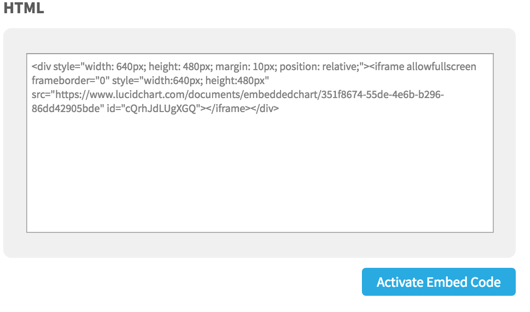 HTML
<div style="width: 640px; height: 480px; margin: 10px; position: relative;"><iframe allowfullscreen
frameborder="0" style="width:640px; height:480px"
src="https://www.lucidchart.com/documents/embeddedchart/351f8674-55de-4e6b-b296-
86dd42905bde" id="cQrhJdLUgXGQ"></iframe></div>
Activate Embed Code